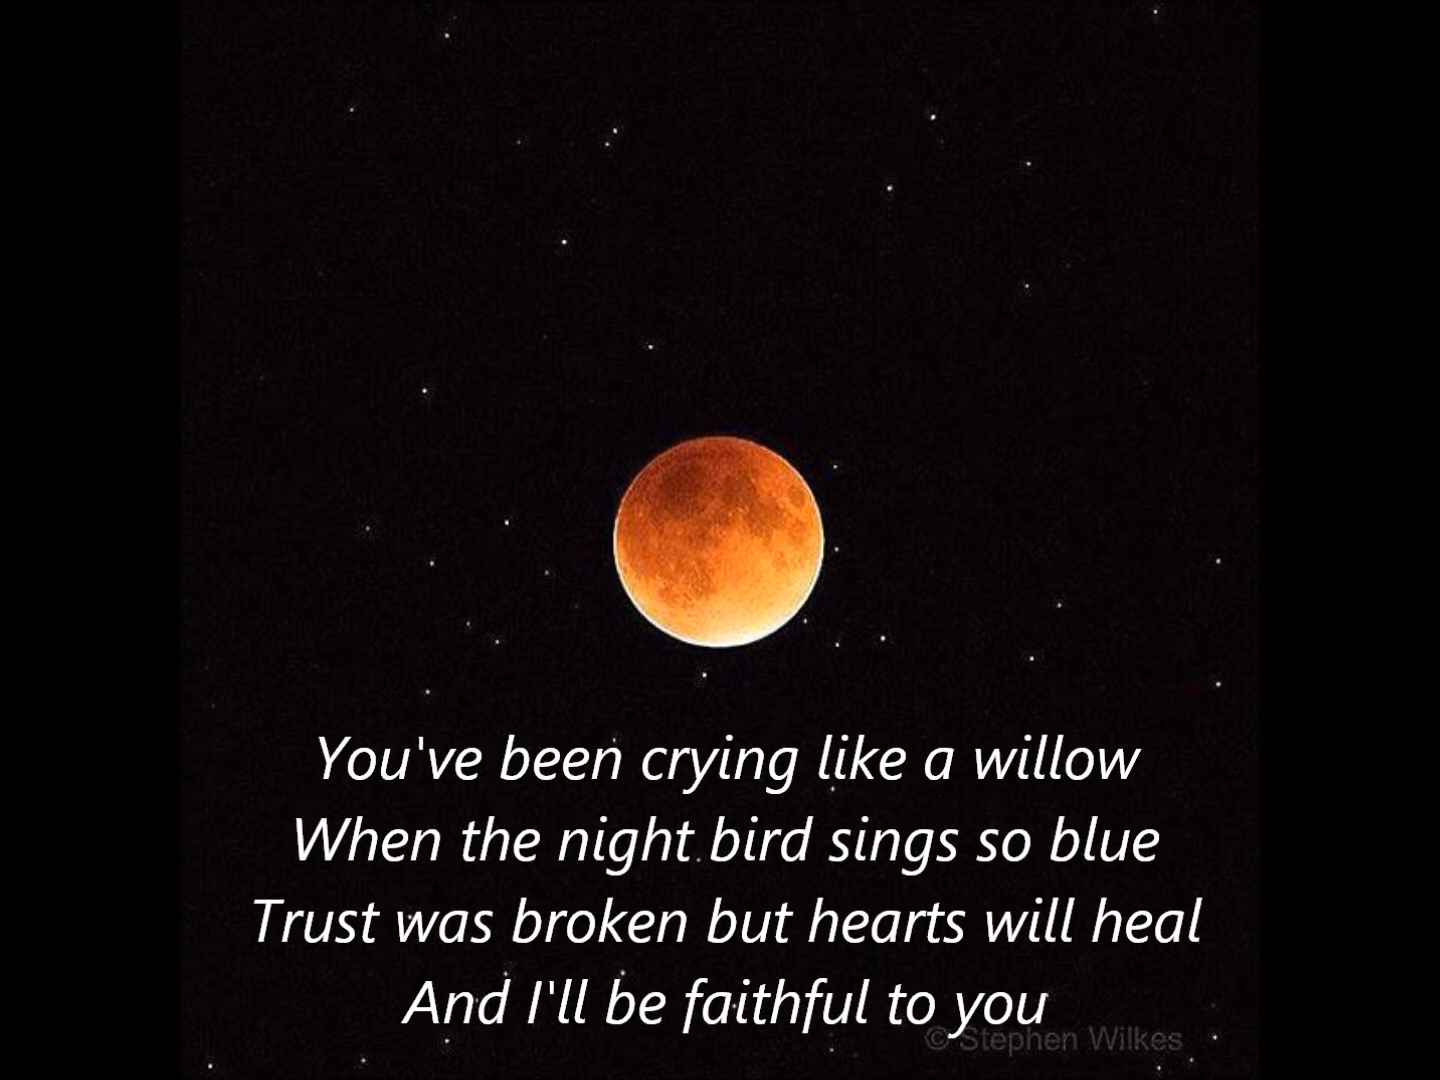 You've been crying like a willow
When the night bird sings so blue
Trust was broken but hearts will heal
And I'll be faithful to you
© Stephen Wilkes